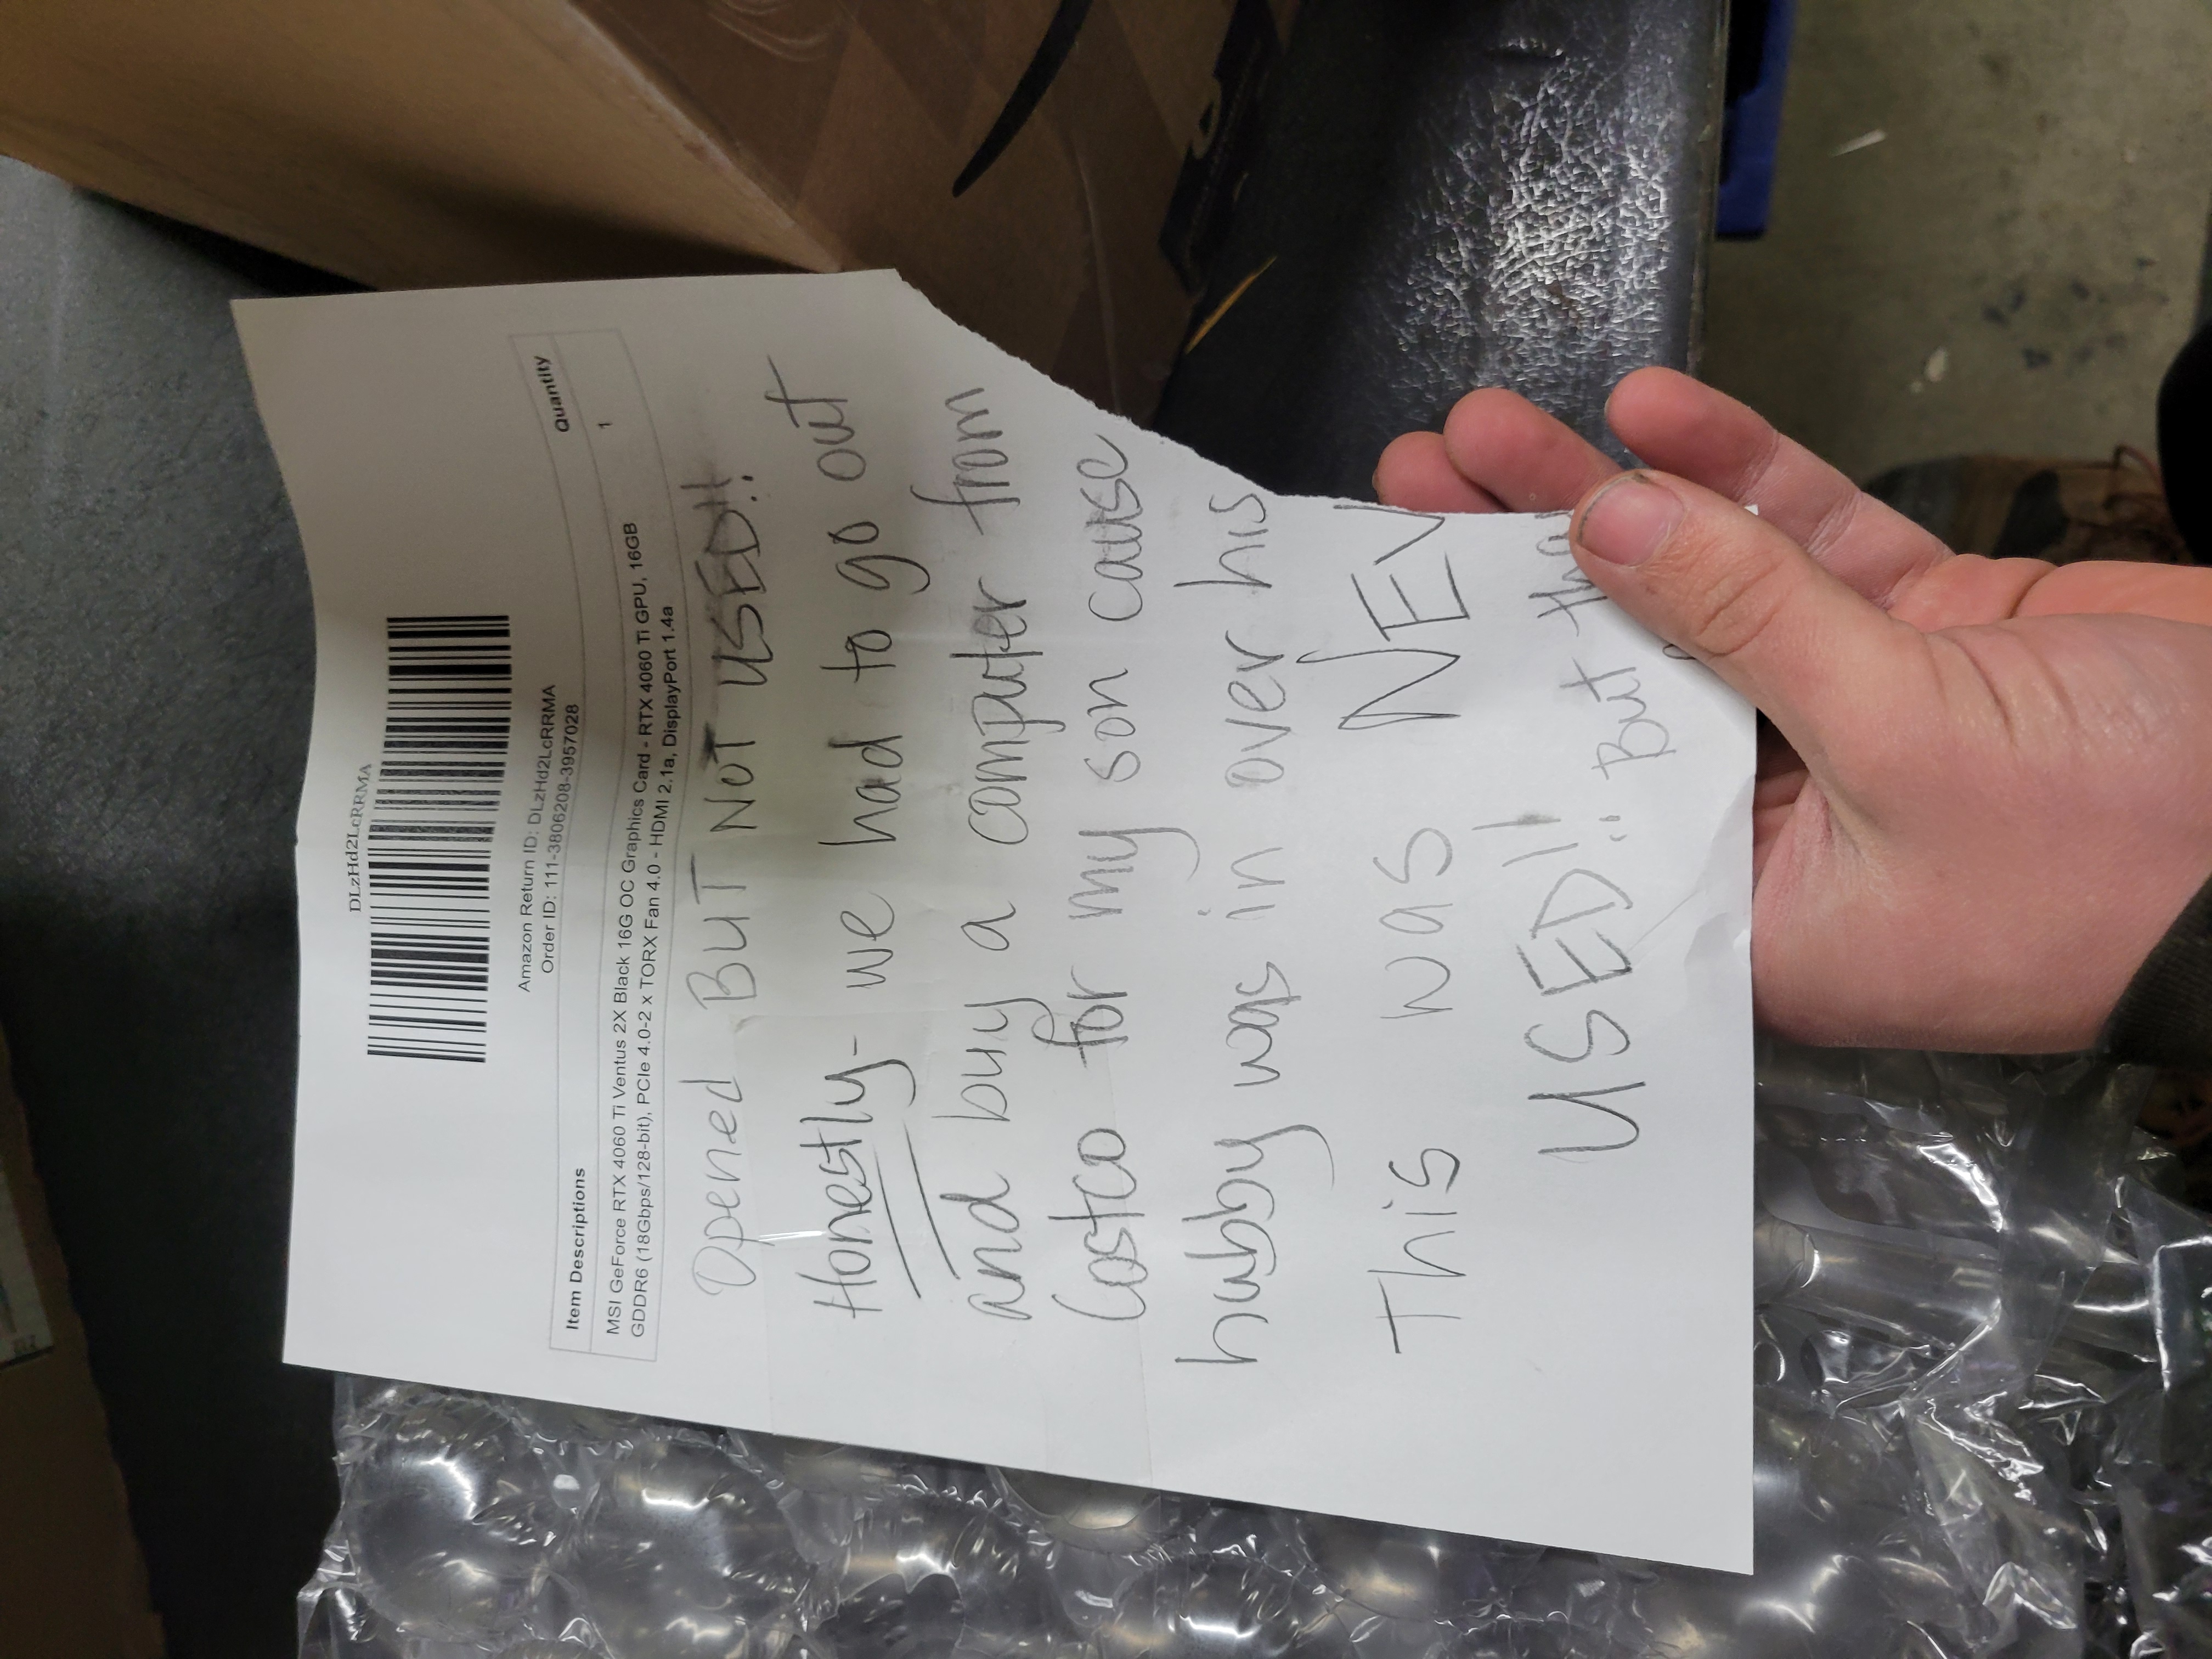 DLzHd2LcRRMA
Amazon Return ID: DLzHd2LcRRMA
Order ID: 111-3806208-3957028
Item Descriptions Quantity
MSI GeForce RTX 4060 Ti Ventus 2X Black 16G OC Graphics Card - RTX 4060 Ti GPU, 16GB 1
GDDR6 (18Gbps/128-bit), PCIe 4.0-2 x TORX Fan 4.0 - HDMI 2.1a, DisplayPort 1.4a
Opened BUT NOT USED!!
Honestly - we had to go out
and buy a computer from
Costco for my son cause
hubby was in over his
This was NEV
USED!! But